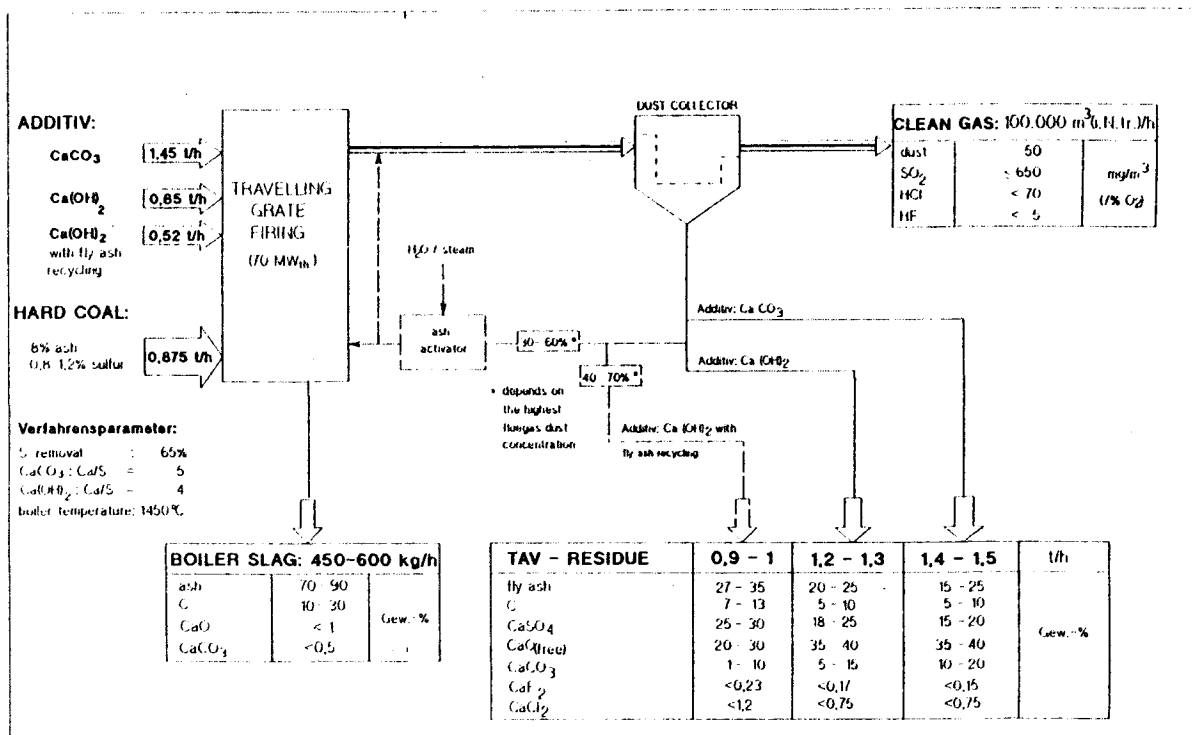 ADDITIV:
CaCO3 1,45 t/h
Ca(OH)2 0,85 t/h
Ca(OH)2 0,52 t/h
with fly ash
recycling
TRAVELLING
GRATE
FIRING
(70 MWth)
HARD COAL:
8% ash
0,8-1,2% sulfur
0,875 t/h
DUST COLLECTOR
CLEAN GAS: 100.000 m3(i.N.tr.)/h
dust 50
SO2 ≤ 650 mg/m3
HCl < 70 (7% O2)
HF < 5
H2O / steam
ash
activator
30-60% *
40-70% *
* depends on
the highest
fluegas dust
concentration
Additiv: Ca CO3
Additiv: Ca (OH)2
Additiv: Ca (OH)2 with
fly ash recycling
Verfahrensparameter:
S removal : 65%
CaCO3 : Ca/S = 5
Ca(OH)2 : Ca/S = 4
boiler temperature: 1450°C
BOILER SLAG: 450-600 kg/h
ash 70-90
C 10-30
CaO < 1 Gew.-%
CaCO3 <0,5
TAV - RESIDUE 0,9 - 1 1,2 - 1,3 1,4 - 1,5 t/h
fly ash 27 - 35 20 - 25 15 - 25
C 7 - 13 5 - 10 5 - 10
CaSO4 25 - 30 18 - 25 15 - 20
CaO(free) 20 - 30 35 - 40 35 - 40 Gew.-%
CaCO3 1 - 10 5 - 15 10 - 20
CaF2 <0,23 <0,17 <0,15
CaCl2 <1,2 <0,75 <0,75